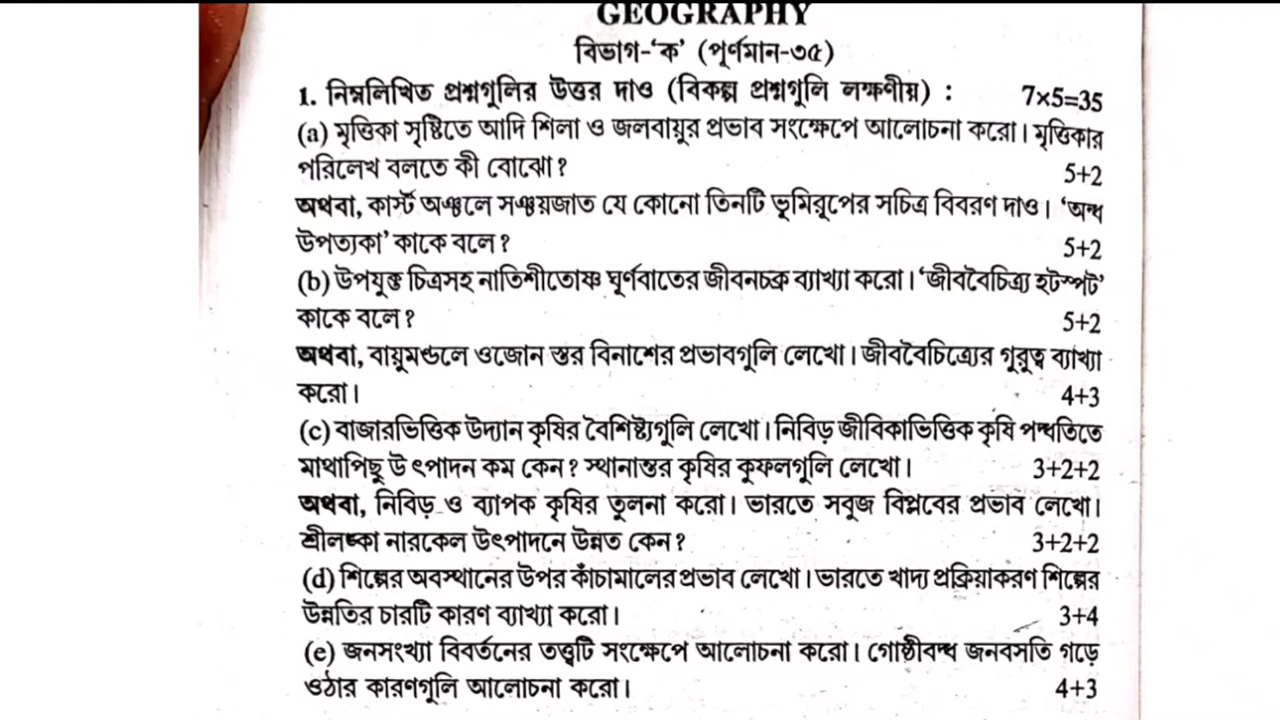 GEOGRAPHY
বিভাগ-‘ক’ (পূর্ণমান-৩৫)
1. নিম্নলিখিত প্রশ্নগুলির উত্তর দাও (বিকল্প প্রশ্নগুলি লক্ষণীয়) : 7×5=35
(a) মৃত্তিকা সৃষ্টিতে আদি শিলা ও জলবায়ুর প্রভাব সংক্ষেপে আলোচনা করো। মৃত্তিকার
পরিলেখ বলতে কী বোঝো? 5+2
অথবা, কার্স্ট অঞ্চলে সঞ্চয়জাত যে কোনো তিনটি ভূমিরূপের সচিত্র বিবরণ দাও। ‘অন্ধ
উপত্যকা’ কাকে বলে? 5+2
(b) উপযুক্ত চিত্রসহ নাতিশীতোষ্ণ ঘূর্ণবাতের জীবনচক্র ব্যাখ্যা করো। ‘জীববৈচিত্র্য হটস্পট’
কাকে বলে? 5+2
অথবা, বায়ুমণ্ডলে ওজোন স্তর বিনাশের প্রভাবগুলি লেখো। জীববৈচিত্র্যের গুরুত্ব ব্যাখ্যা
করো। 4+3
(c) বাজারভিত্তিক উদ্যান কৃষির বৈশিষ্ট্যগুলি লেখো। নিবিড় জীবিকাভিত্তিক কৃষি পদ্ধতিতে
মাথাপিছু উৎপাদন কম কেন? স্থানান্তর কৃষির কুফলগুলি লেখো। 3+2+2
অথবা, নিবিড় ও ব্যাপক কৃষির তুলনা করো। ভারতে সবুজ বিপ্লবের প্রভাব লেখো।
শ্রীলঙ্কা নারকেল উৎপাদনে উন্নত কেন? 3+2+2
(d) শিল্পের অবস্থানের উপর কাঁচামালের প্রভাব লেখো। ভারতে খাদ্য প্রক্রিয়াকরণ শিল্পের
উন্নতির চারটি কারণ ব্যাখ্যা করো। 3+4
(e) জনসংখ্যা বিবর্তনের তত্ত্বটি সংক্ষেপে আলোচনা করো। গোষ্ঠীবদ্ধ জনবসতি গড়ে
ওঠার কারণগুলি আলোচনা করো। 4+3